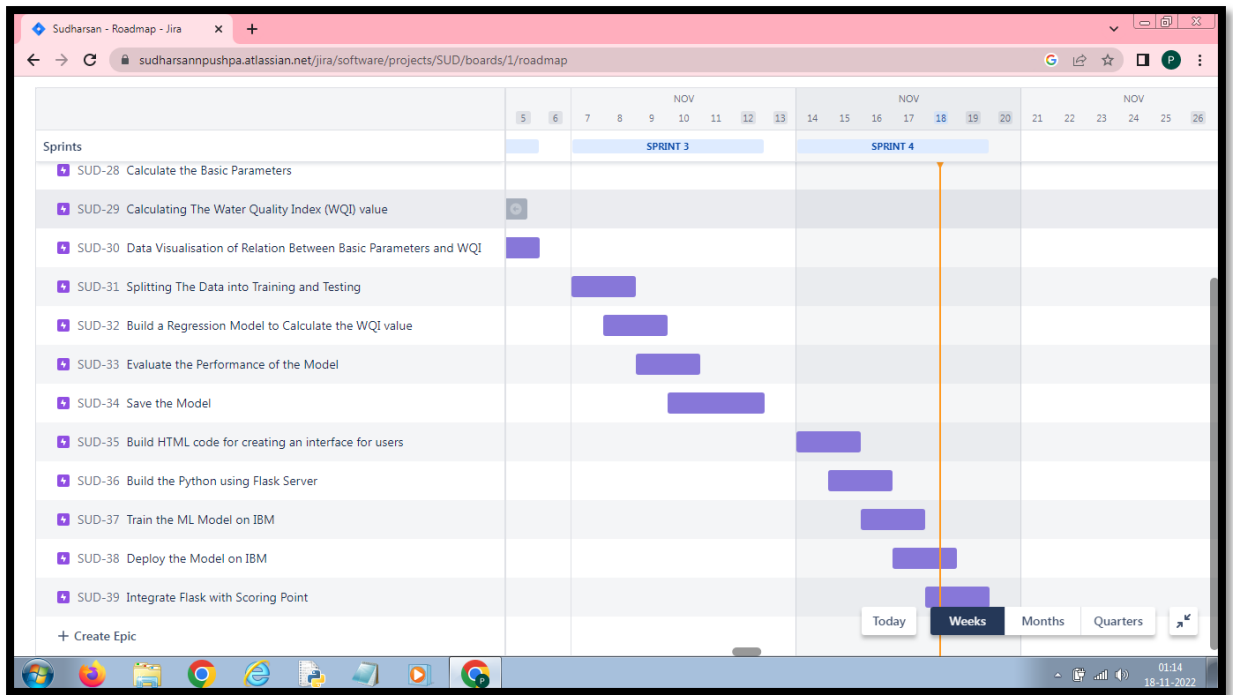 Sudharsan - Roadmap - Jira
sudharsannpushpa.atlassian.net/jira/software/projects/SUD/boards/1/roadmap
G P
NOV NOV NOV
5 6 7 8 9 10 11 12 13 14 15 16 17 18 19 20 21 22 23 24 25 26
Sprints SPRINT 3 SPRINT 4
SUD-28 Calculate the Basic Parameters
SUD-29 Calculating The Water Quality Index (WQI) value
SUD-30 Data Visualisation of Relation Between Basic Parameters and WQI
SUD-31 Splitting The Data into Training and Testing
SUD-32 Build a Regression Model to Calculate the WQI value
SUD-33 Evaluate the Performance of the Model
SUD-34 Save the Model
SUD-35 Build HTML code for creating an interface for users
SUD-36 Build the Python using Flask Server
SUD-37 Train the ML Model on IBM
SUD-38 Deploy the Model on IBM
SUD-39 Integrate Flask with Scoring Point
Today Weeks Months Quarters
+ Create Epic
01:14
18-11-2022